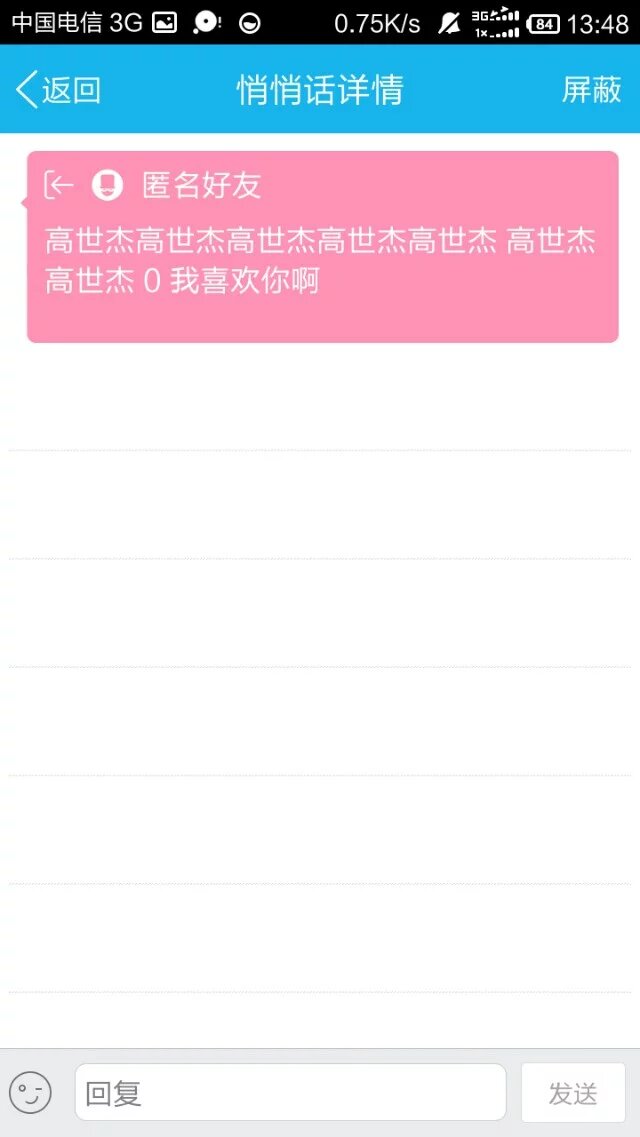 中国电信 3G 0.75K/s 3G 1x 84 13:48
返回 悄悄话详情 屏蔽
匿名好友
高世杰高世杰高世杰高世杰高世杰 高世杰
高世杰 0 我喜欢你啊
回复 发送